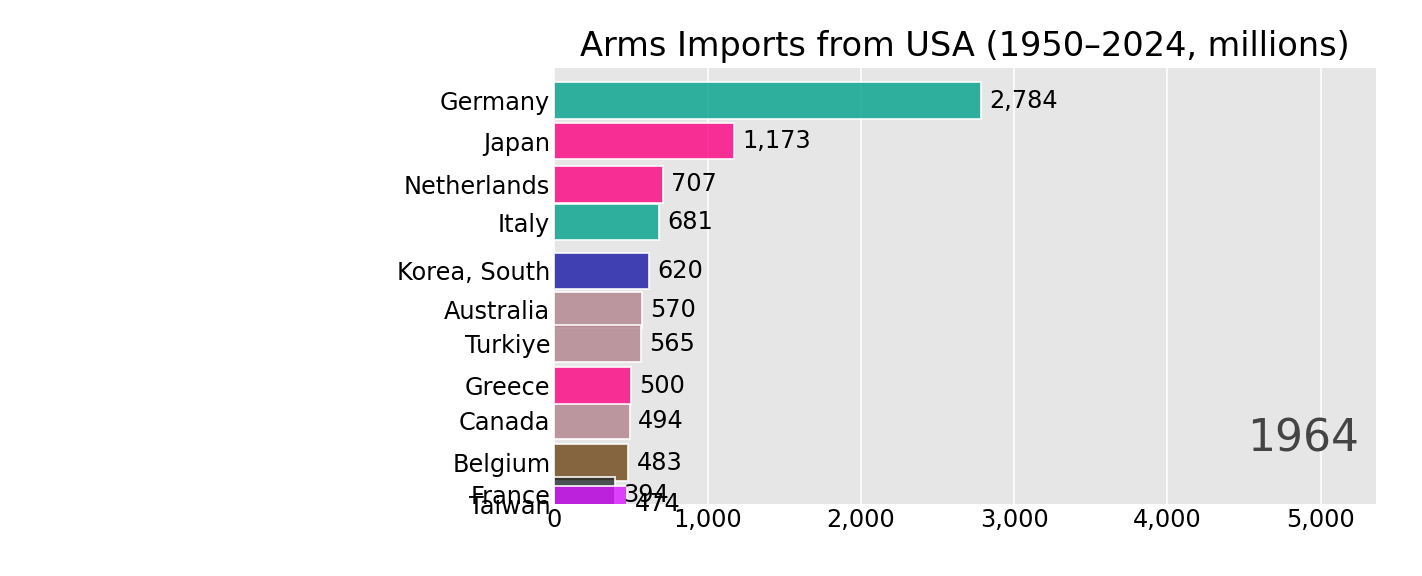 Arms Imports from USA (1950–2024, millions)
Germany 2,784
Japan 1,173
Netherlands 707
Italy 681
Korea, South 620
Australia 570
Turkiye 565
Greece 500
Canada 494
1964
Belgium 483
France 394
Taiwan 474
0 1,000 2,000 3,000 4,000 5,000